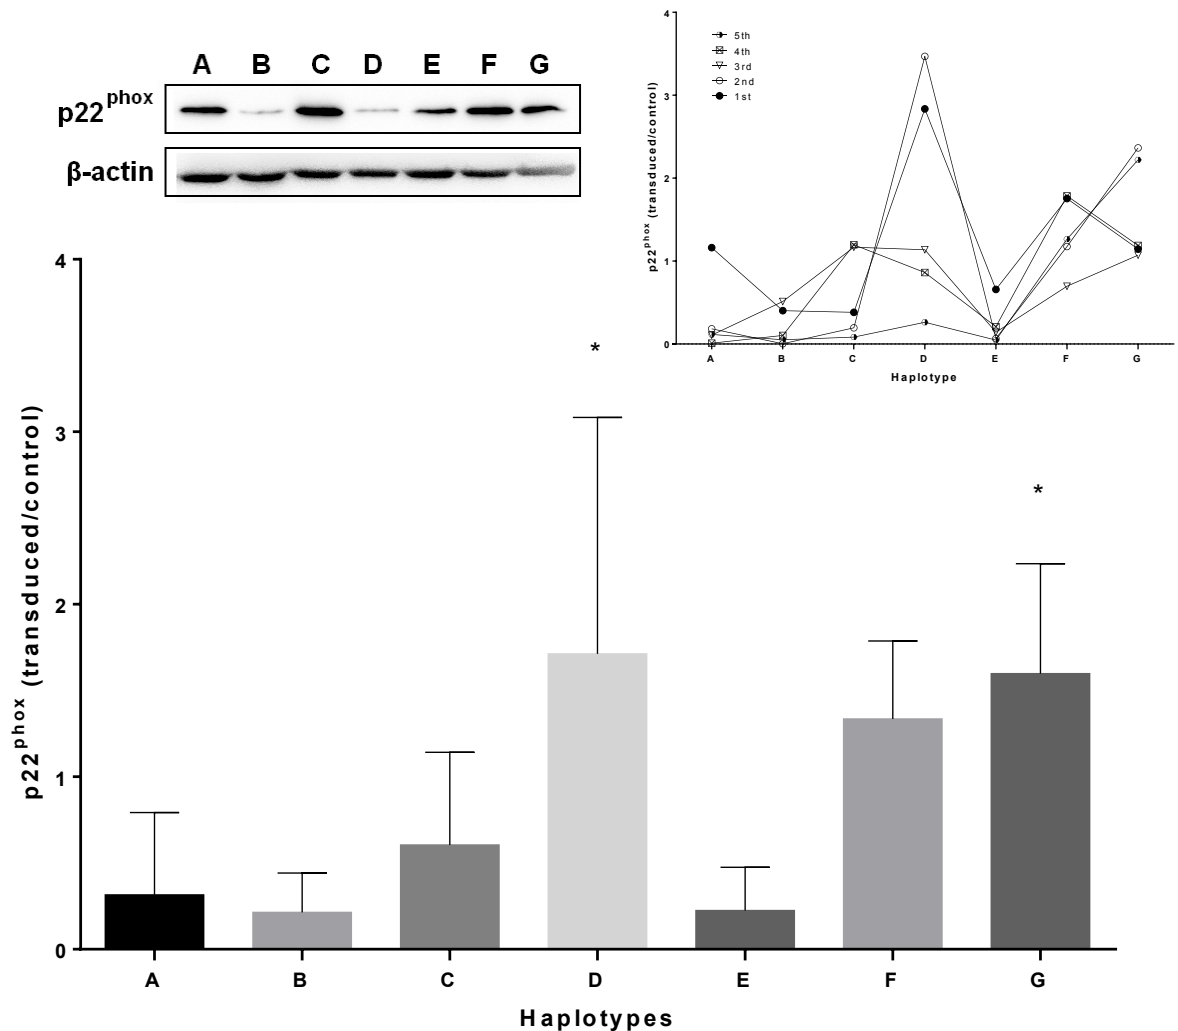 A B C D E F G
p22phox
β-actin
4
3
2
1
0
p22phox (transduced/control)
5th
4th
3rd
2nd
1st
A B C D E F G
Haplotype
4
3
2
1
0
p22phox (transduced/control)
*
*
A B C D E F G
Haplotypes